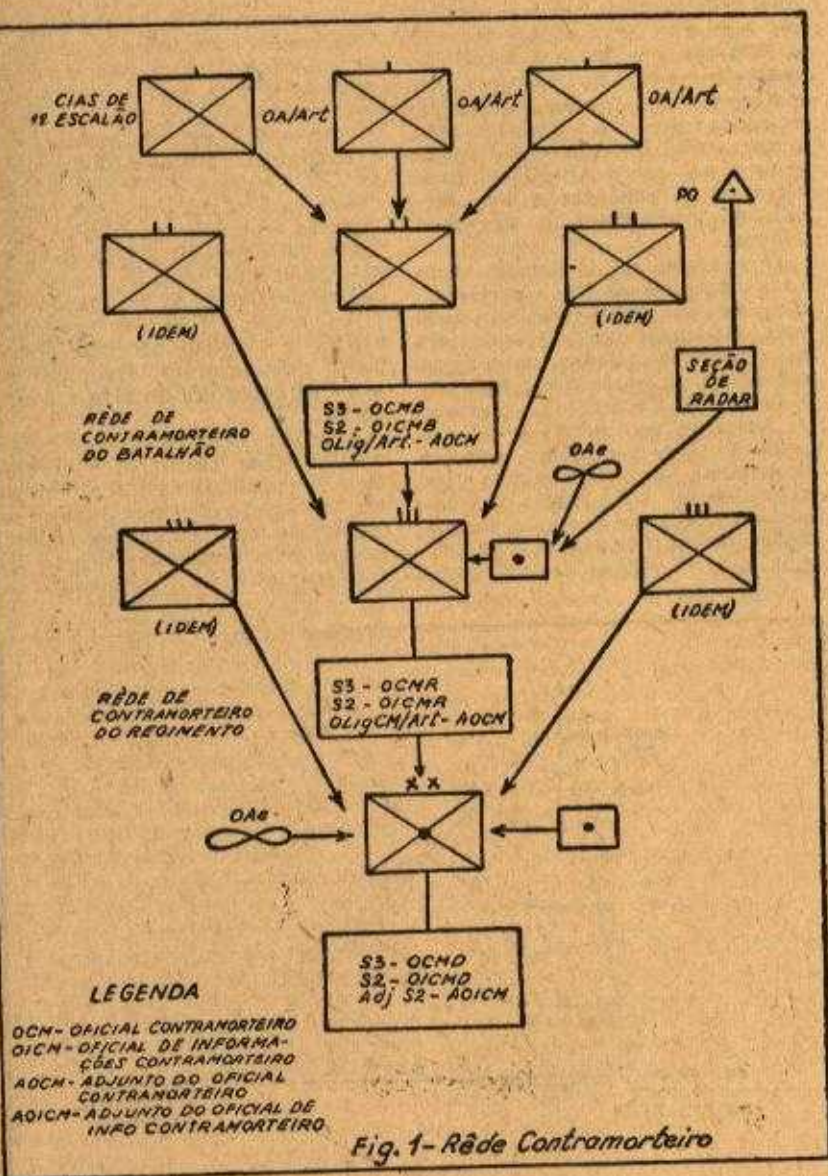 CIAS DE
1º ESCALÃO
OA/Art
OA/Art
OA/Art
PO
(IDEM)
(IDEM)
SEÇÃO
DE
RADAR
RÊDE DE
CONTRAMORTEIRO
DO BATALHÃO
S3 - OCMB
S2 - OICMB
OLig/Art. - AOCM
OAe
(IDEM)
(IDEM)
RÊDE DE
CONTRAMORTEIRO
DO REGIMENTO
S3 - OCMR
S2 - OICMR
OLigCM/Art - AOCM
X X
OAe
S3 - OCMD
S2 - OICMD
Adj S2 - AOICM
LEGENDA
OCM - OFICIAL CONTRAMORTEIRO
OICM - OFICIAL DE INFORMA-
ÇÕES CONTRAMORTEIRO
AOCM - ADJUNTO DO OFICIAL
CONTRAMORTEIRO
AOICM - ADJUNTO DO OFICIAL DE
INFO CONTRAMORTEIRO
Fig. 1 - Rêde Contramorteiro